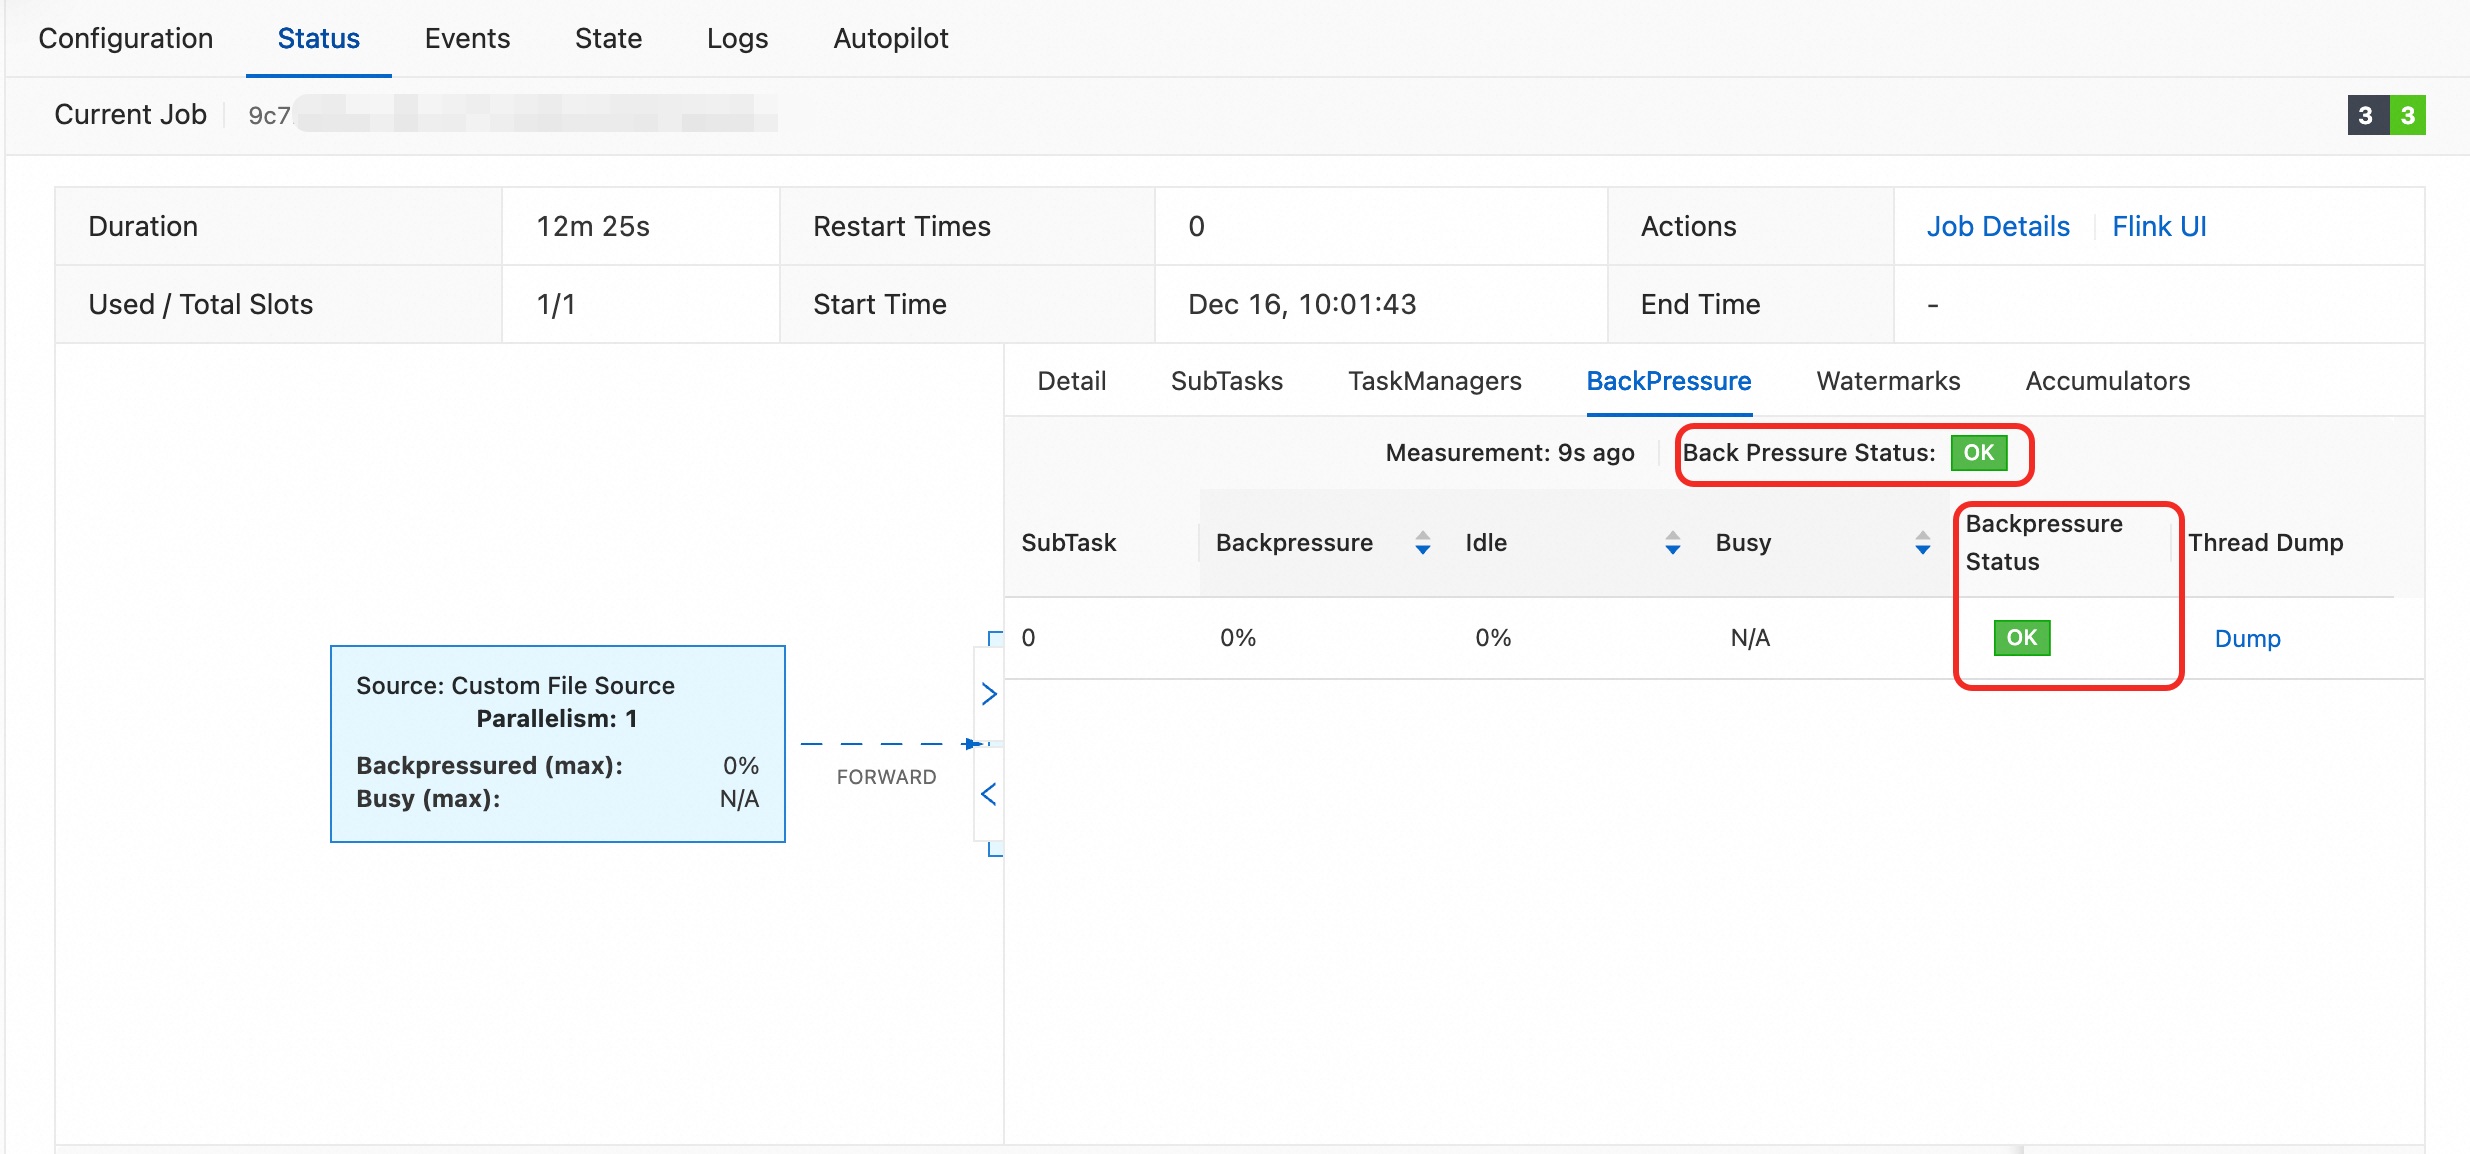 Configuration Status Events State Logs Autopilot
Current Job 9c7 3 3
Duration 12m 25s Restart Times 0 Actions Job Details Flink UI
Used / Total Slots 1/1 Start Time Dec 16, 10:01:43 End Time -
Detail SubTasks TaskManagers BackPressure Watermarks Accumulators
Measurement: 9s ago Back Pressure Status: OK
SubTask Backpressure Idle Busy Backpressure Status Thread Dump
0 0% 0% N/A OK Dump
Source: Custom File Source
Parallelism: 1
Backpressured (max): 0%
Busy (max): N/A
FORWARD